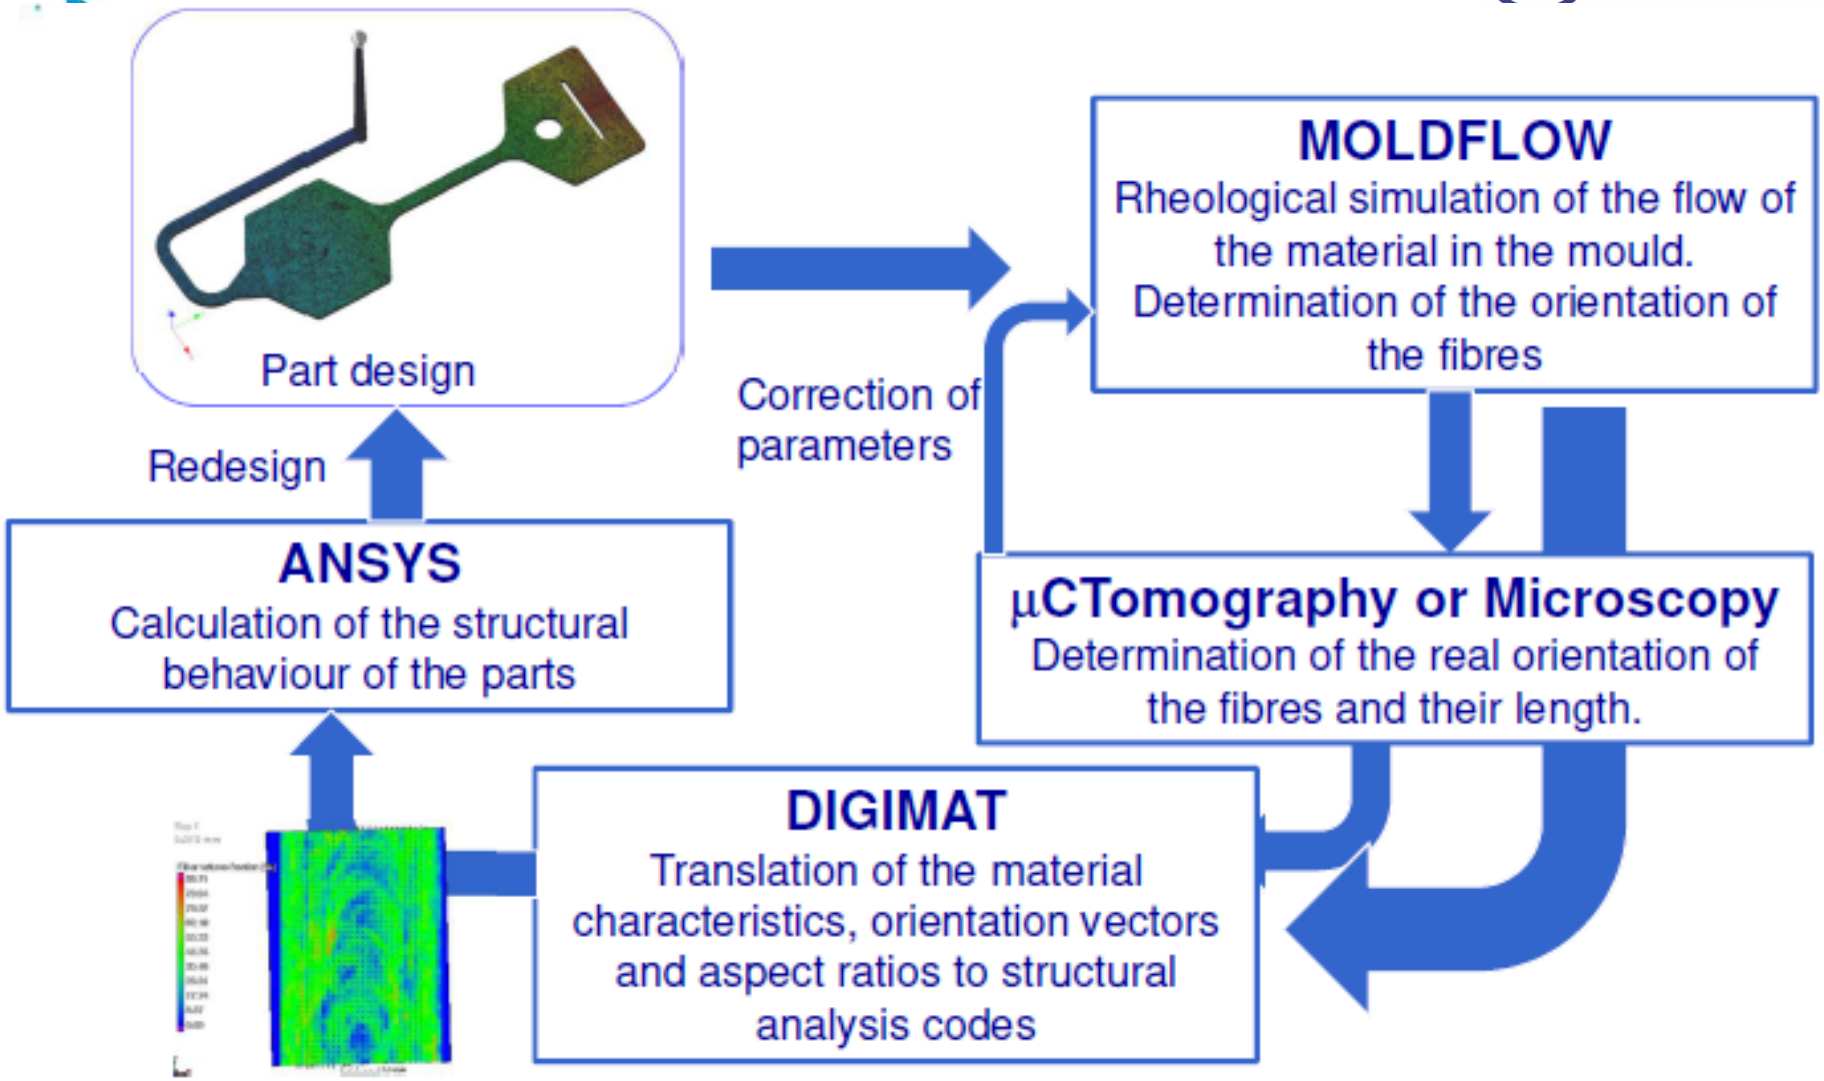 Part design
MOLDFLOW
Rheological simulation of the flow of
the material in the mould.
Determination of the orientation of
the fibres
Correction of
parameters
Redesign
ANSYS
Calculation of the structural
behaviour of the parts
μCTomography or Microscopy
Determination of the real orientation of
the fibres and their length.
DIGIMAT
Translation of the material
characteristics, orientation vectors
and aspect ratios to structural
analysis codes